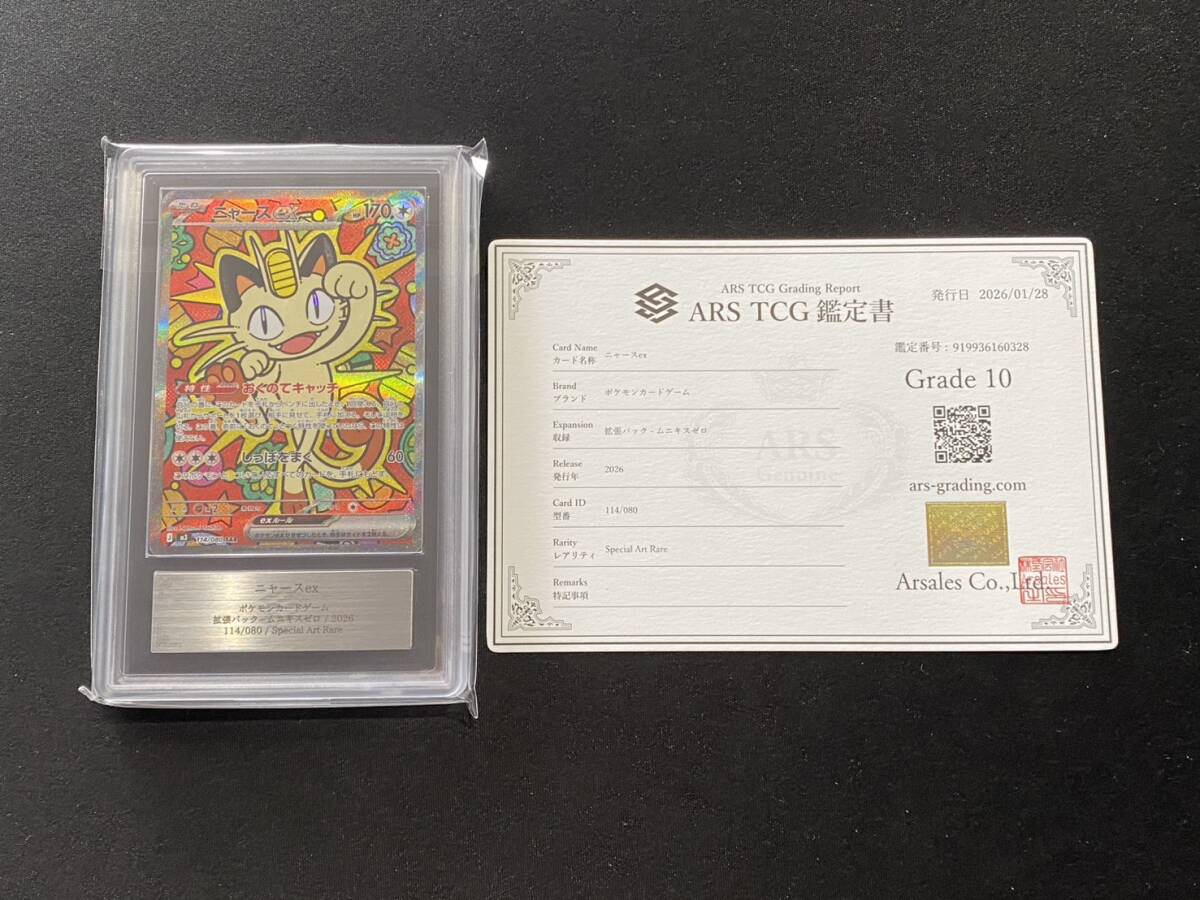 ニャースex
170
特性
おくのてキャッチ
しっぽをまく
60
exルール
114/080
ニャースex
ポケモンカードゲーム
拡張パック - ムニキスゼロ / 2026
114/080 / Special Art Rare
ARS TCG Grading Report
ARS TCG 鑑定書
発行日 2026/01/28
鑑定番号 : 919936160328
Grade 10
ars-grading.com
Arsales Co.,Ltd.
Card Name
カード名称
ニャースex
Brand
ブランド
ポケモンカードゲーム
Expansion
収録
拡張パック - ムニキスゼロ
Release
発行年
2026
Card ID
型番
114/080
Rarity
レアリティ
Special Art Rare
Remarks
特記事項
ARS
Genuine